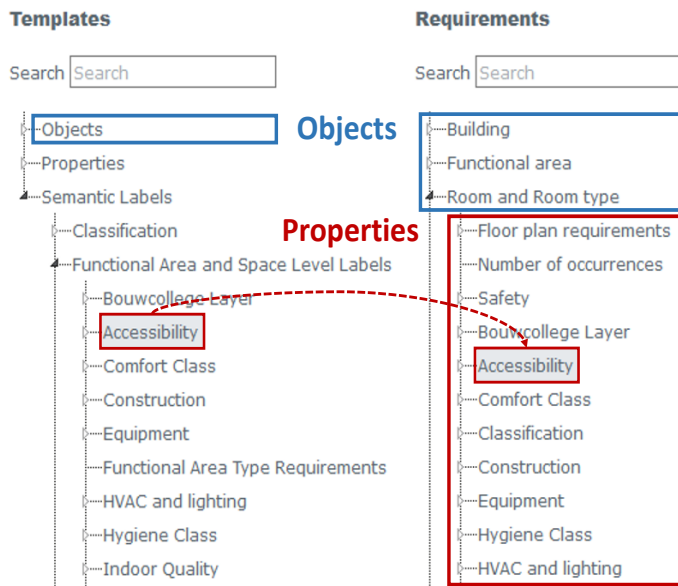 Templates
Search Search
Objects
Properties
Semantic Labels
Classification
Functional Area and Space Level Labels
Bouwcollege Layer
Accessibility
Comfort Class
Construction
Equipment
Functional Area Type Requirements
HVAC and lighting
Hygiene Class
Indoor Quality
Objects
Properties
Requirements
Search Search
Building
Functional area
Room and Room type
Floor plan requirements
Number of occurrences
Safety
Bouwcollege Layer
Accessibility
Comfort Class
Classification
Construction
Equipment
Hygiene Class
HVAC and lighting